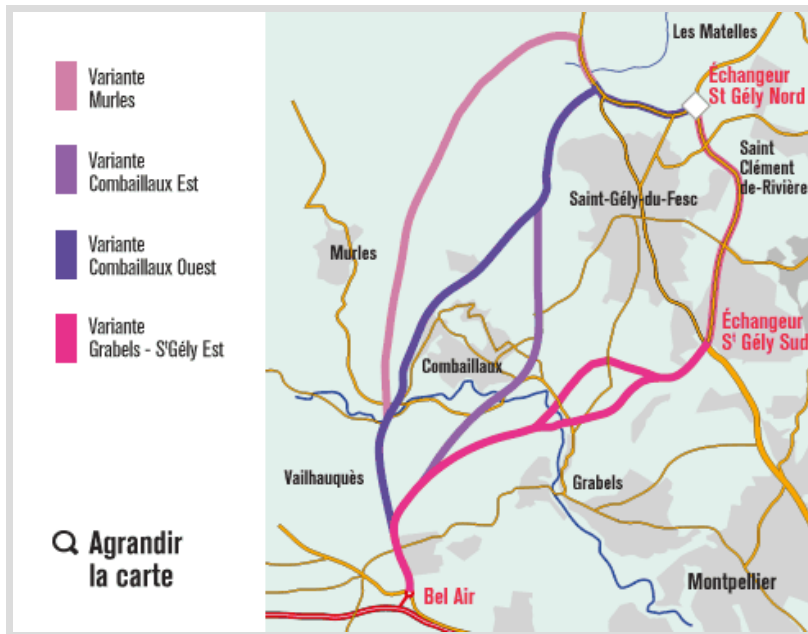 Variante
Murles
Variante
Combaillaux Est
Variante
Combaillaux Ouest
Variante
Grabels - StGély Est
Agrandir
la carte
Les Matelles
Échangeur
St Gély Nord
Saint
Clément
de-Rivière
Saint-Gély-du-Fesc
Murles
Échangeur
St Gély Sud
Combaillaux
Vailhauquès
Grabels
Montpellier
Bel Air